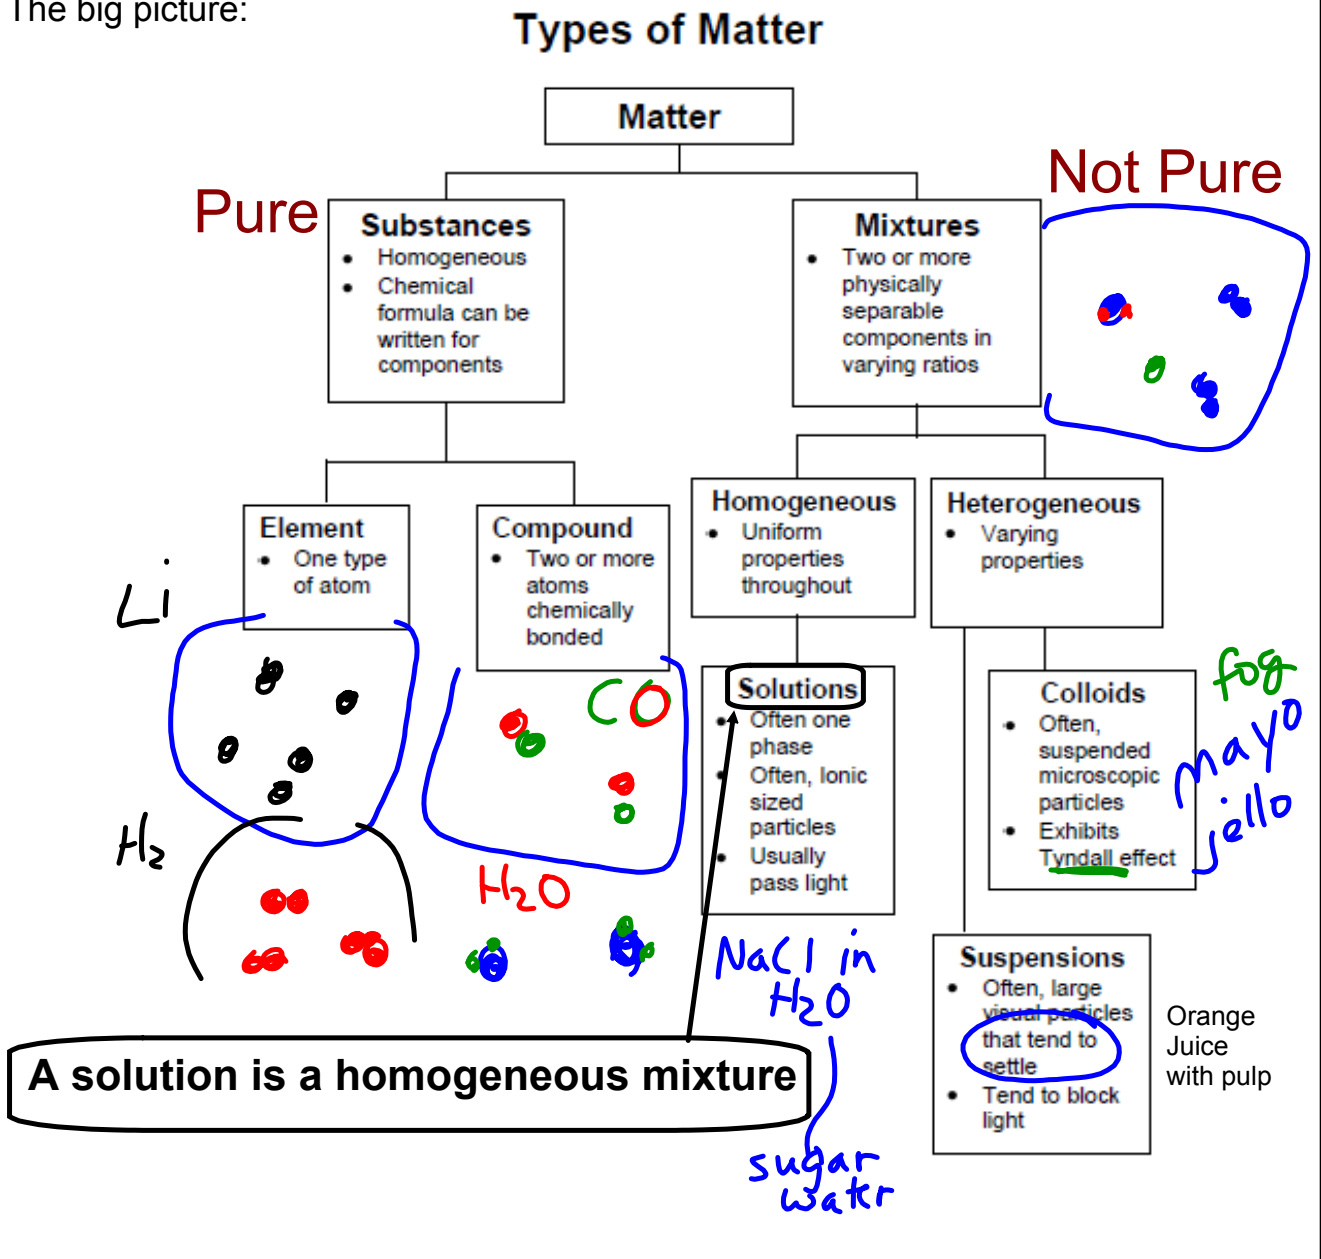 The big picture:
Types of Matter
Matter
Pure
Not Pure
Substances
• Homogeneous
• Chemical
formula can be
written for
components
Mixtures
• Two or more
physically
separable
components in
varying ratios
Element
• One type
of atom
Compound
• Two or more
atoms
chemically
bonded
Homogeneous
• Uniform
properties
throughout
Heterogeneous
• Varying
properties
Li
H₂
CO
H₂O
Solutions
• Often one
phase
• Often, Ionic
sized
particles
• Usually
pass light
NaCl in
H₂O
sugar
water
Colloids
• Often,
suspended
microscopic
particles
• Exhibits
Tyndall effect
fog
mayo
jello
Suspensions
• Often, large
visual particles
that tend to
settle
• Tend to block
light
Orange
Juice
with pulp
A solution is a homogeneous mixture